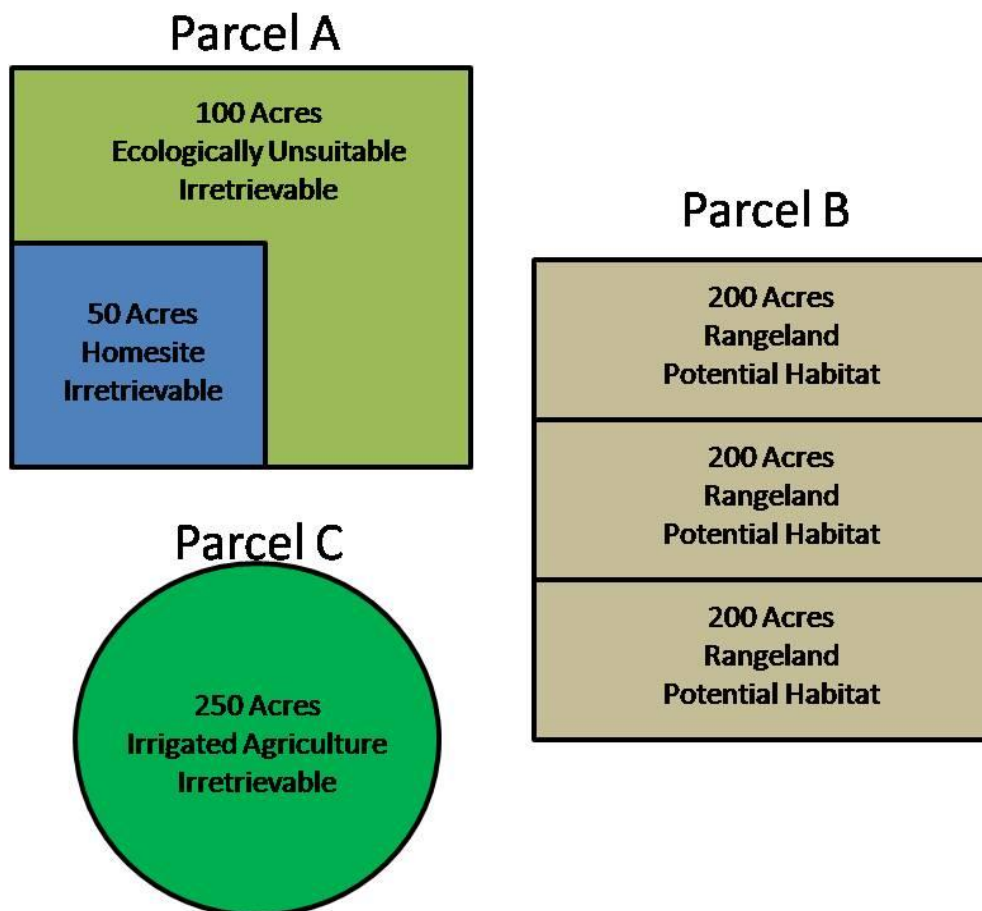 Parcel A
100 Acres
Ecologically Unsuitable
Irretrievable
50 Acres
Homesite
Irretrievable
Parcel B
200 Acres
Rangeland
Potential Habitat
200 Acres
Rangeland
Potential Habitat
200 Acres
Rangeland
Potential Habitat
Parcel C
250 Acres
Irrigated Agriculture
Irretrievable